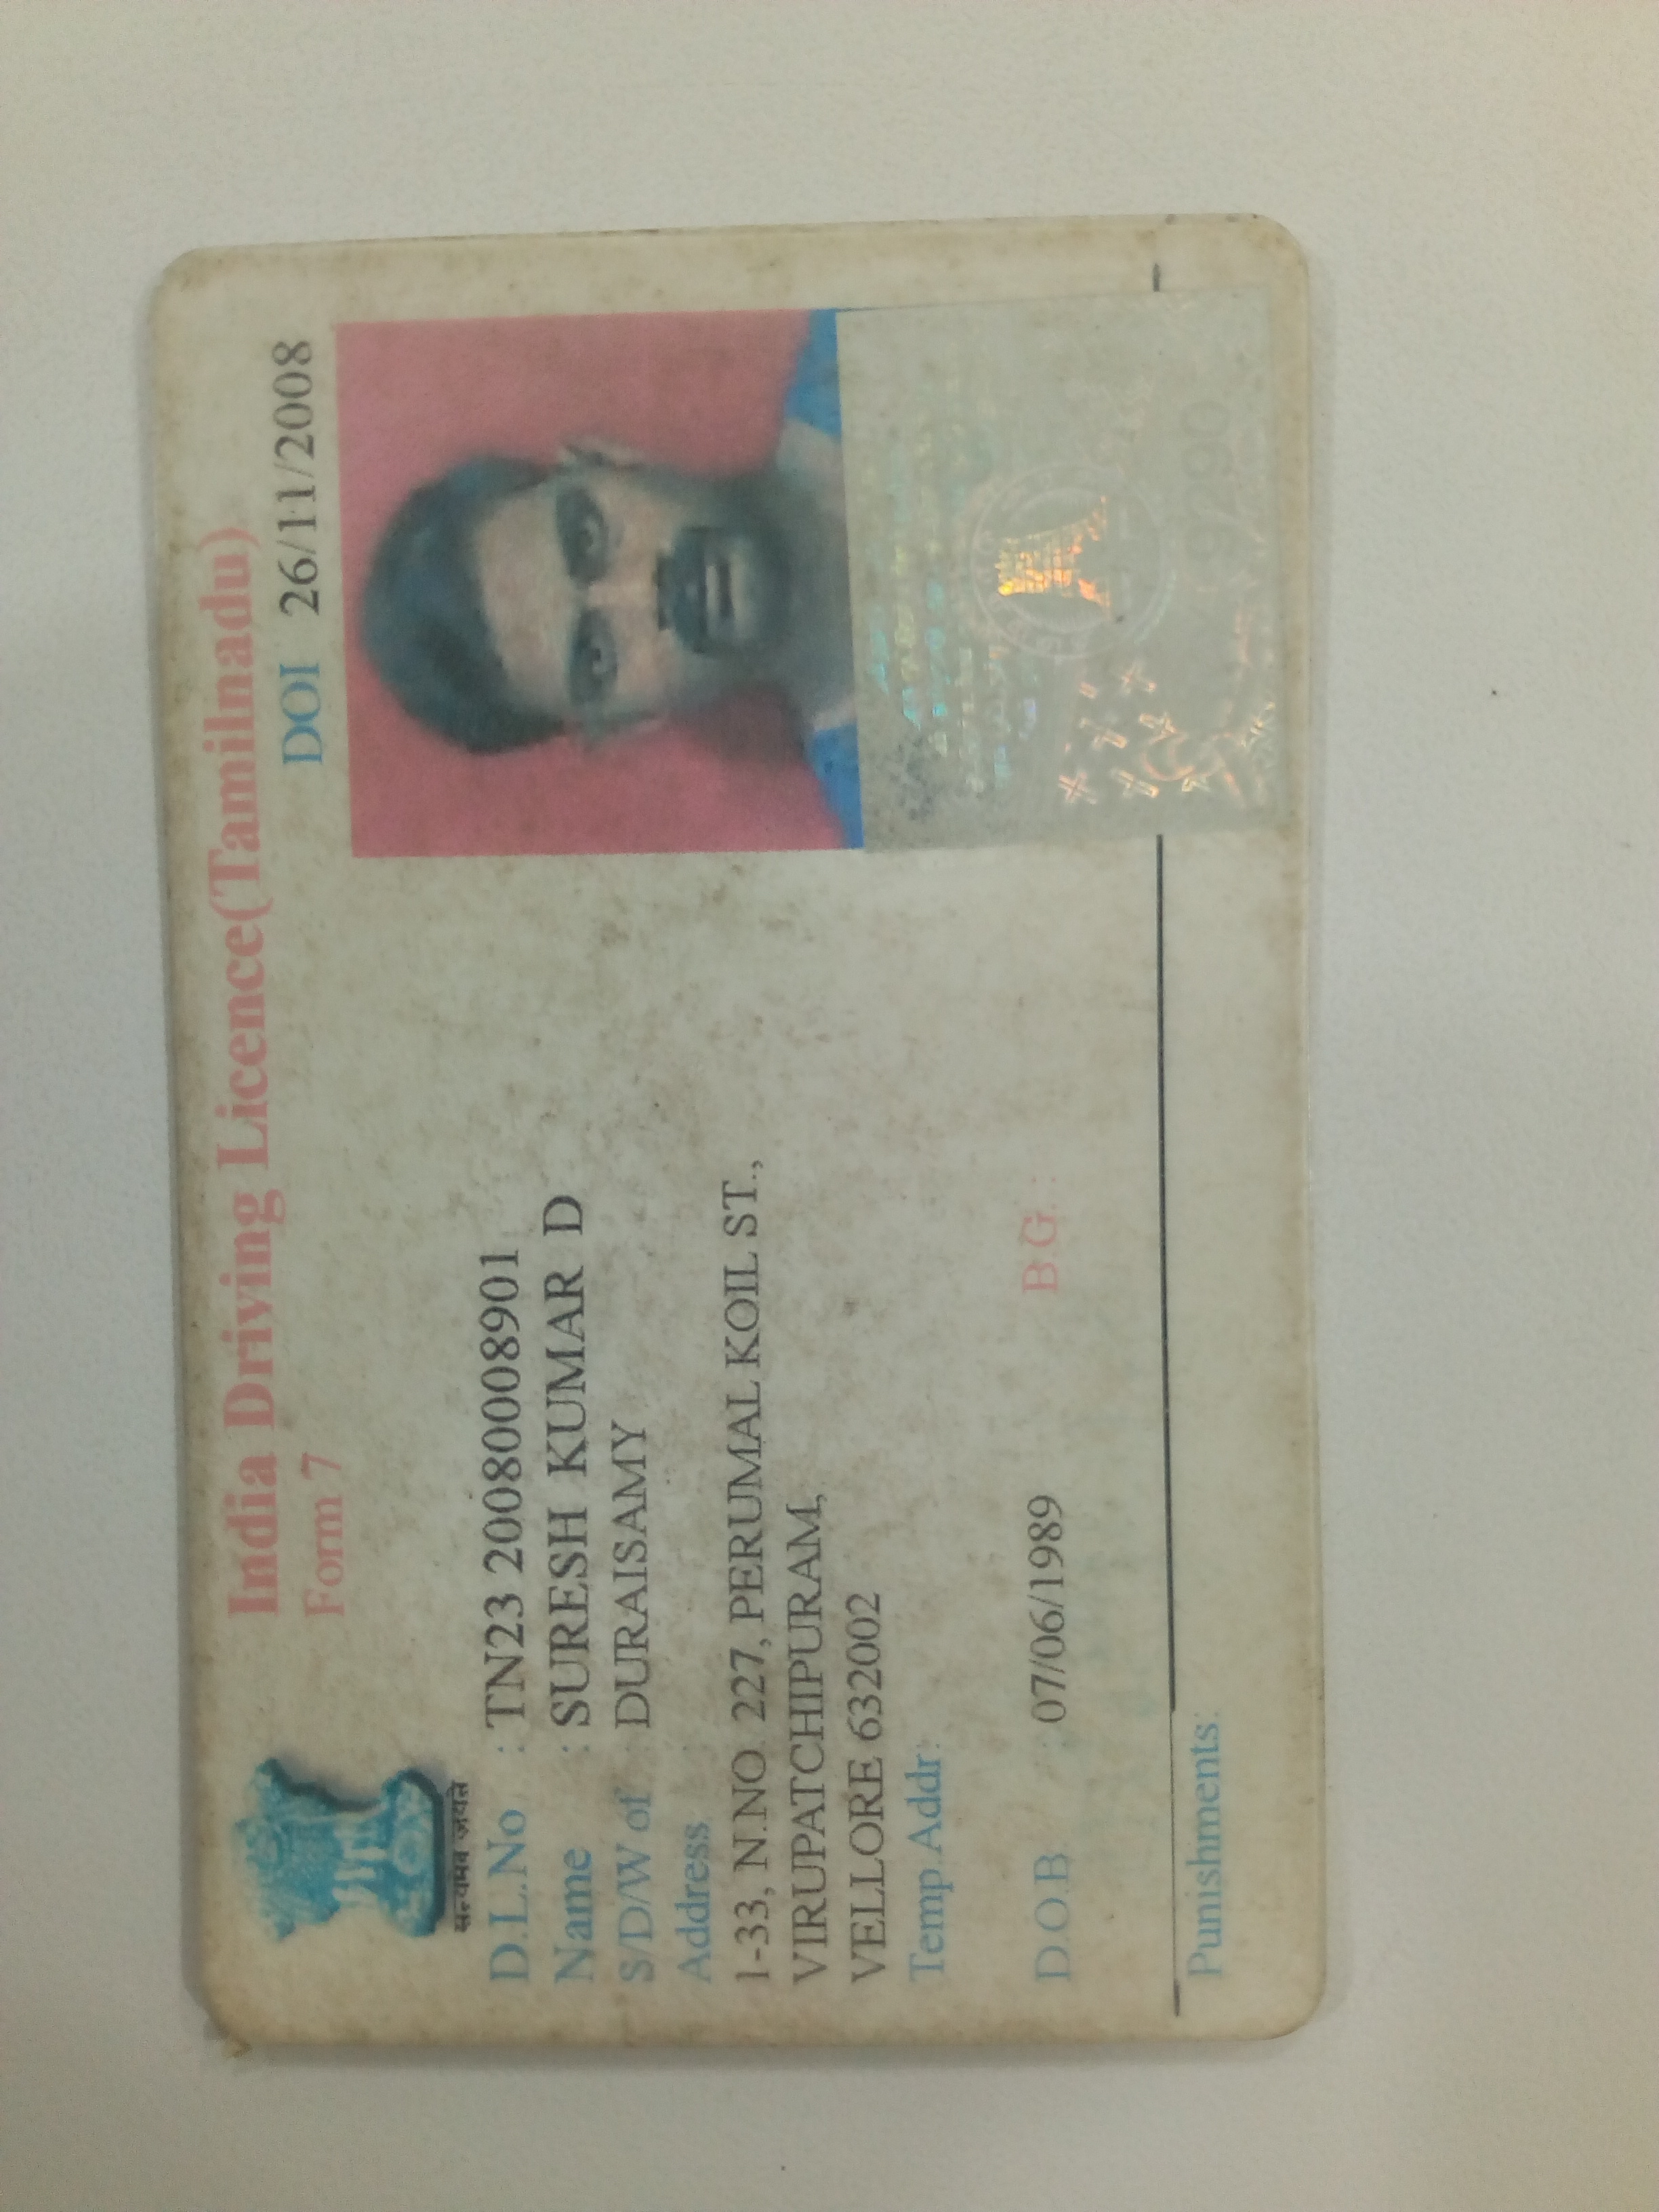 India Driving Licence(Tamilnadu)
Form 7
DOI 26/11/2008
सत्यमेव जयते
D.L.No : TN23 20080008901
Name : SURESH KUMAR D
S/D/W of : DURAISAMY
Address
1-33, N.NO. 227, PERUMAL KOIL ST.,
VIRUPATCHIPURAM,
VELLORE 632002
Temp.Addr:
D.O.B : 07/06/1989 B.G. :
Punishments: